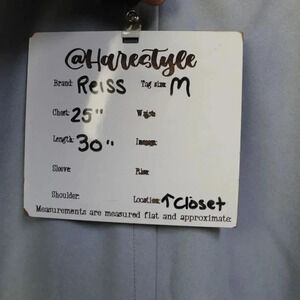 @Harestyle
Brand: Reiss Tag size: M
Chest: 25" Waist:
Length: 30" Inseam:
Sleeve: Rise:
Shoulder: Location: ↑Closet
Measurements are measured flat and approximate.